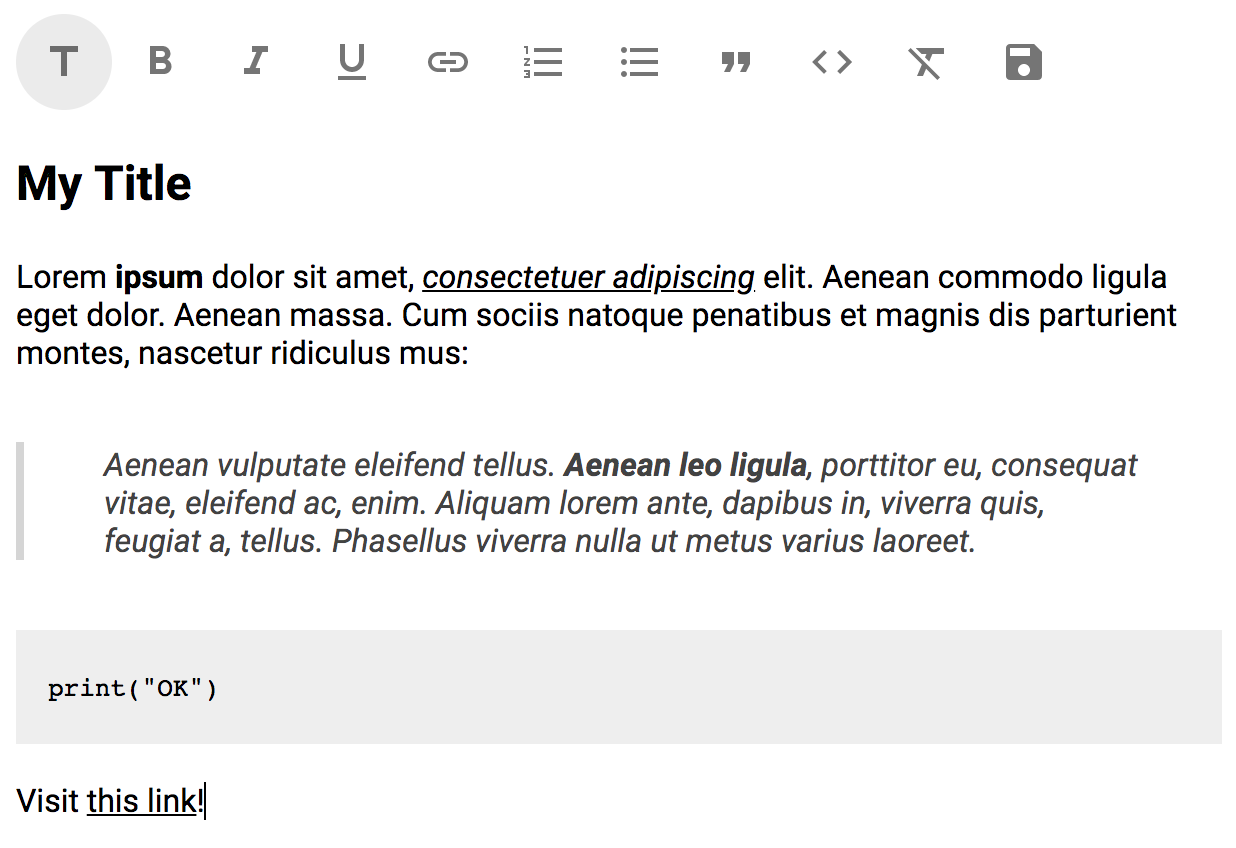 My Title
Lorem ipsum dolor sit amet, consectetuer adipiscing elit. Aenean commodo ligula
eget dolor. Aenean massa. Cum sociis natoque penatibus et magnis dis parturient
montes, nascetur ridiculus mus:
Aenean vulputate eleifend tellus. Aenean leo ligula, porttitor eu, consequat
vitae, eleifend ac, enim. Aliquam lorem ante, dapibus in, viverra quis,
feugiat a, tellus. Phasellus viverra nulla ut metus varius laoreet.
print("OK")
Visit this link!